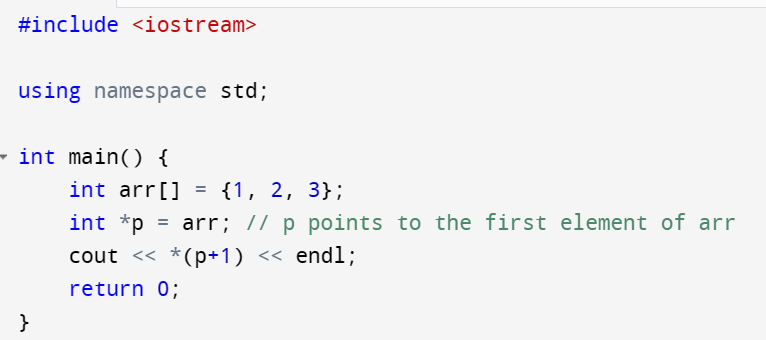 #include <iostream>
using namespace std;
int main() {
    int arr[] = {1, 2, 3};
    int *p = arr; // p points to the first element of arr
    cout << *(p+1) << endl;
    return 0;
}